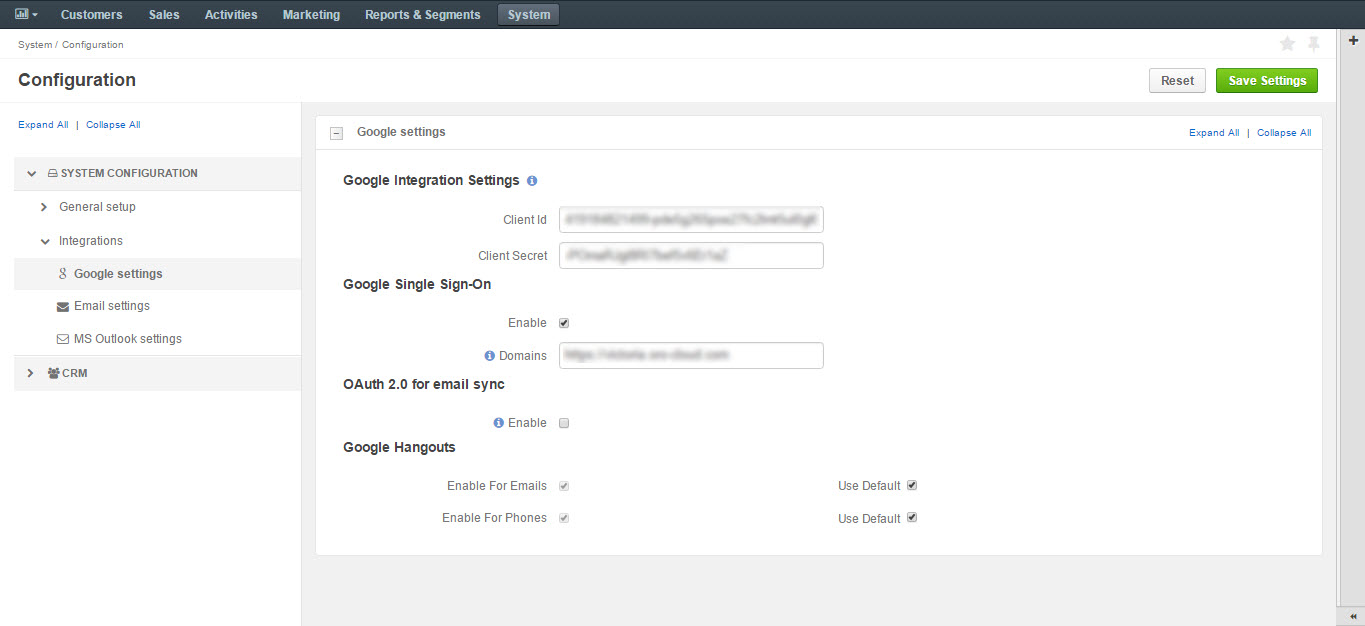 Customers Sales Activities Marketing Reports & Segments System
System / Configuration
Configuration
Reset Save Settings
Expand All | Collapse All
SYSTEM CONFIGURATION
General setup
Integrations
Google settings
Email settings
MS Outlook settings
CRM
Google settings
Expand All | Collapse All
Google Integration Settings
Client Id
Client Secret
Google Single Sign-On
Enable
Domains
OAuth 2.0 for email sync
Enable
Google Hangouts
Enable For Emails Use Default
Enable For Phones Use Default